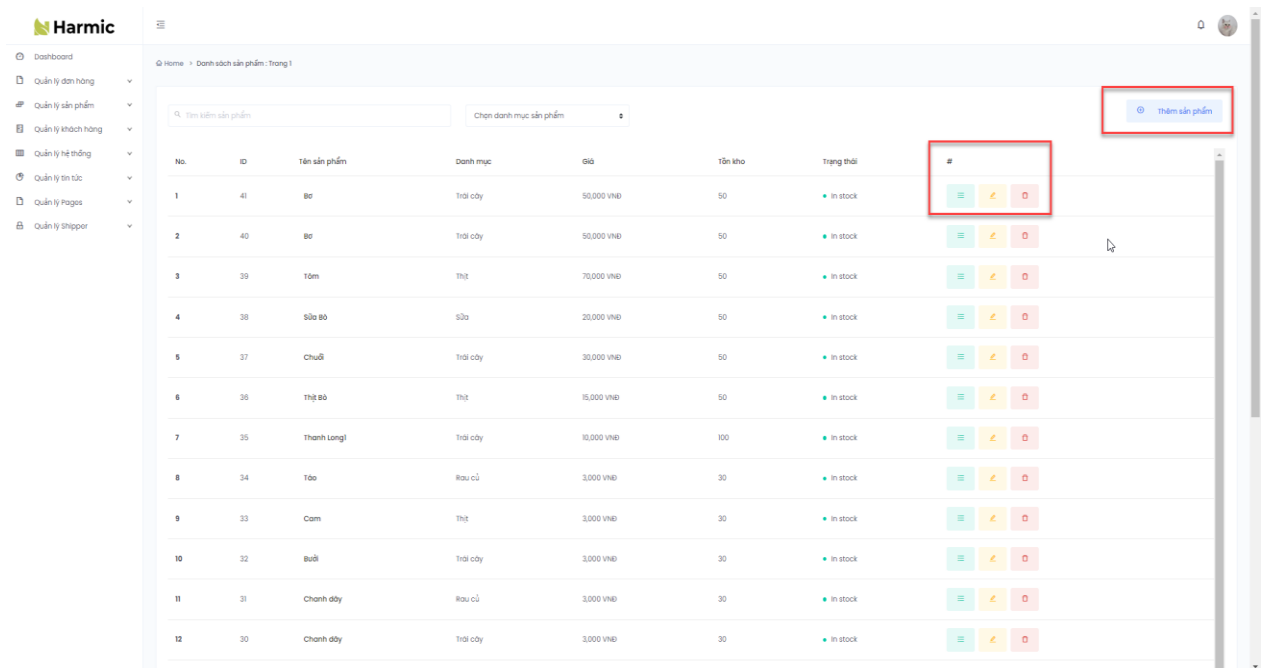 Harmic
Dashboard
Quản lý đơn hàng
Quản lý sản phẩm
Quản lý khách hàng
Quản lý hệ thống
Quản lý tin tức
Quản lý Pages
Quản lý Shipper
Home > Danh sách sản phẩm : Trang 1
Tìm kiếm sản phẩm
Chọn danh mục sản phẩm
Thêm sản phẩm
No. ID Tên sản phẩm Danh mục Giá Tồn kho Trạng thái #
1 41 Bơ Trái cây 50,000 VNĐ 50 In stock
2 40 Bơ Trái cây 50,000 VNĐ 50 In stock
3 39 Tôm Thịt 70,000 VNĐ 50 In stock
4 38 Sữa Bò Sữa 20,000 VNĐ 50 In stock
5 37 Chuối Trái cây 30,000 VNĐ 50 In stock
6 36 Thịt Bò Thịt 15,000 VNĐ 50 In stock
7 35 Thanh Long1 Trái cây 10,000 VNĐ 100 In stock
8 34 Táo Rau củ 3,000 VNĐ 30 In stock
9 33 Cam Thịt 3,000 VNĐ 30 In stock
10 32 Bưởi Trái cây 3,000 VNĐ 30 In stock
11 31 Chanh dây Rau củ 3,000 VNĐ 30 In stock
12 30 Chanh dây Trái cây 3,000 VNĐ 30 In stock